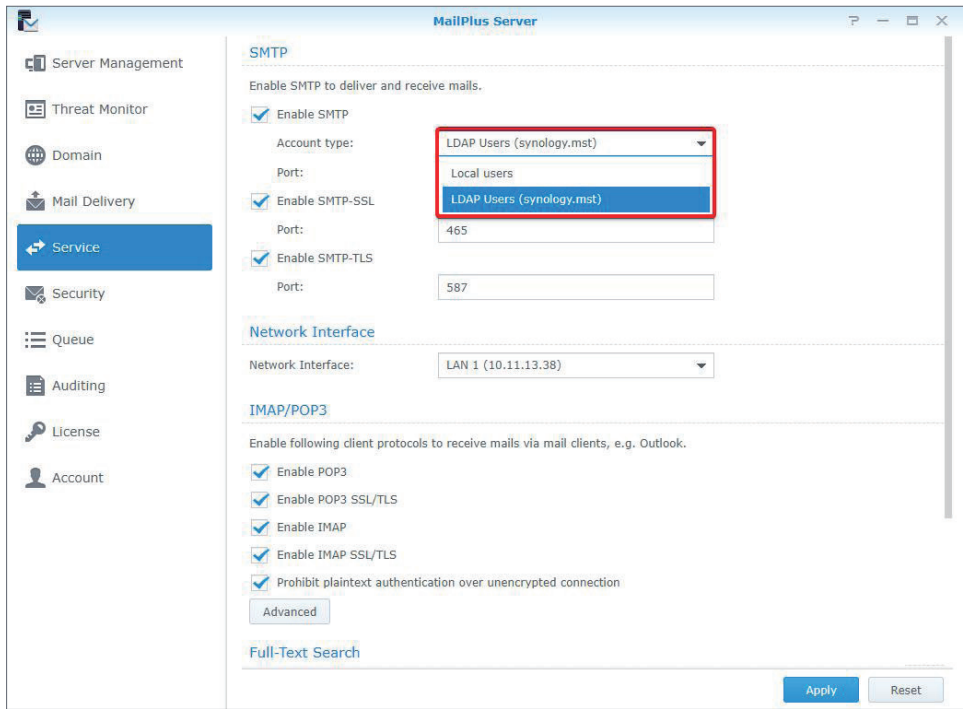 MailPlus Server
Server Management
Threat Monitor
Domain
Mail Delivery
Service
Security
Queue
Auditing
License
Account
SMTP
Enable SMTP to deliver and receive mails.
Enable SMTP
Account type: LDAP Users (synology.mst)
Port: Local users
LDAP Users (synology.mst)
Enable SMTP-SSL
Port: 465
Enable SMTP-TLS
Port: 587
Network Interface
Network Interface: LAN 1 (10.11.13.38)
IMAP/POP3
Enable following client protocols to receive mails via mail clients, e.g. Outlook.
Enable POP3
Enable POP3 SSL/TLS
Enable IMAP
Enable IMAP SSL/TLS
Prohibit plaintext authentication over unencrypted connection
Advanced
Full-Text Search
Apply Reset